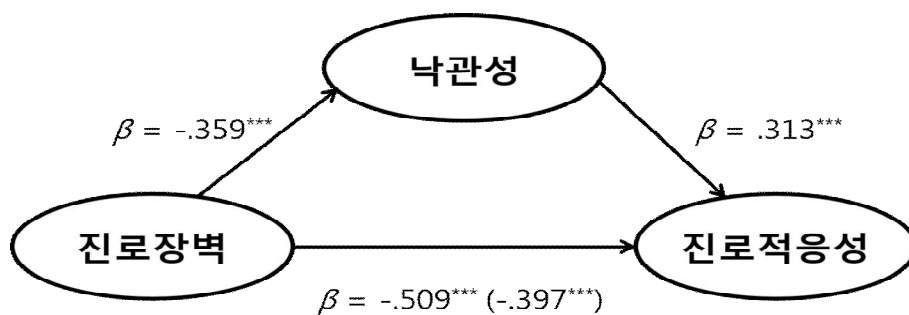 낙관성
β = -.359***
β = .313***
진로장벽
진로적응성
β = -.509*** (-.397***)